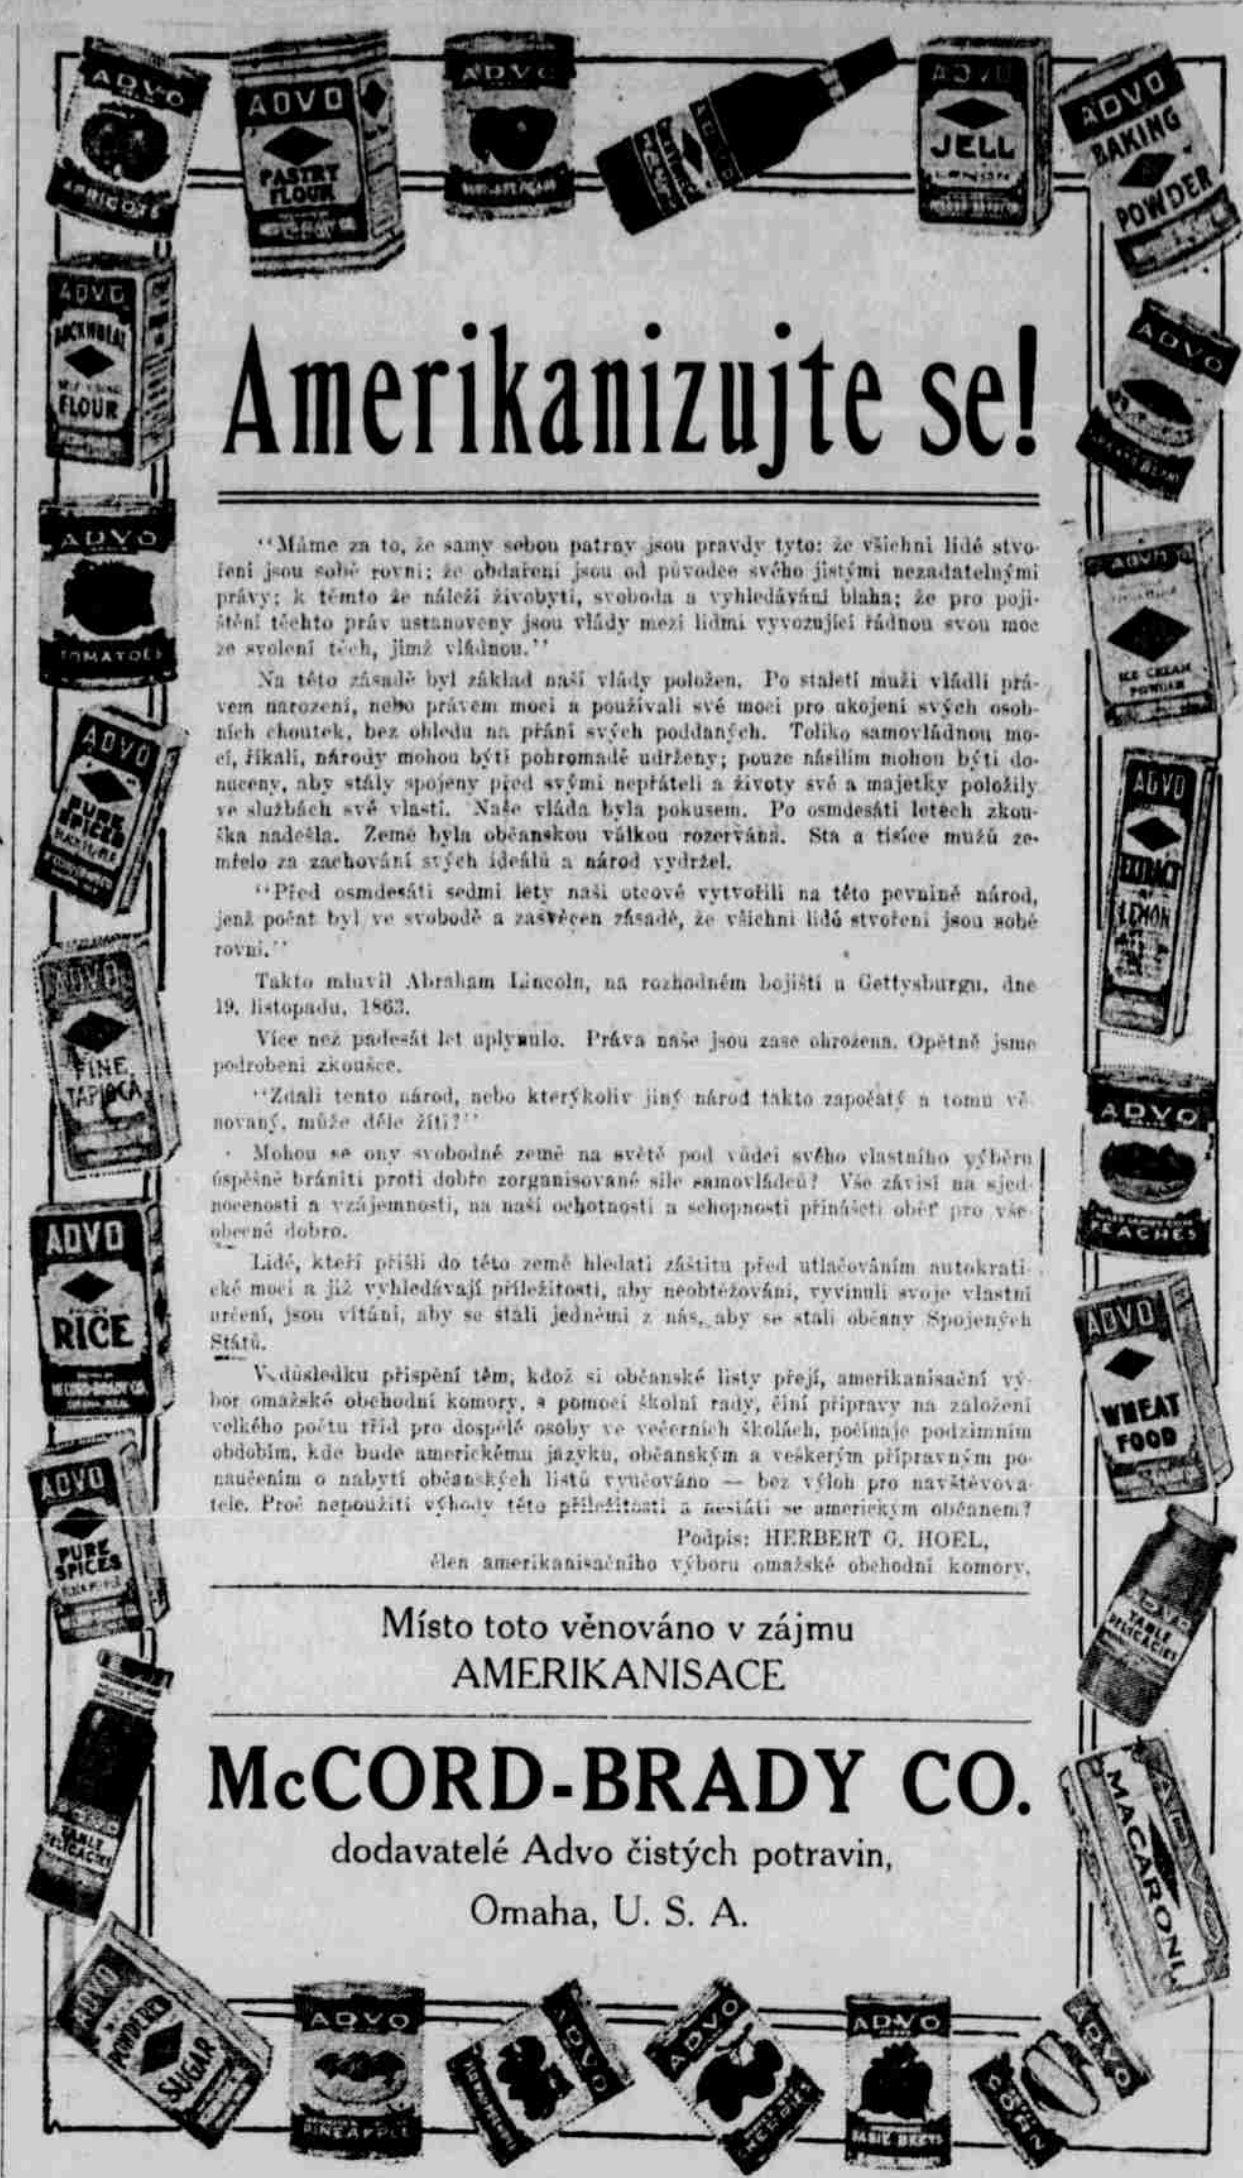 ADVO
APRICOTS
ADVO
PASTRY
FLOUR
ADVO
ADVO
ADVO
JELL
LEMON
ADVO
BAKING
POWDER
ADVO
BUCKWHEAT
FLOUR
ADVO
ADVO
TOMATOES
ADVO
ICE CREAM
POWDER
ADVO
PURE
SPICES
ADVO
EXTRACT
LEMON
ADVO
FINE
TAPIOCA
ADVO
PEACHES
ADVO
RICE
McCORD-BRADY CO.
ADVO
WHEAT
FOOD
ADVO
PURE
SPICES
ADVO
TABLE
DELICACIES
TABLE
DELICACIES
ADVO
MACARONI
Amerikanizujte se!
“Máme za to, že samy sebou patrny jsou pravdy tyto: že všichni lidé stvo-
řeni jsou sobě rovni; že obdařeni jsou od původce svého jistými nezadatelnými
právy; k těmto že náleží živobytí, svoboda a vyhledávání blaha; že pro poji-
štění těchto práv ustanoveny jsou vlády mezi lidmi vyvozující řádnou svou moc
ze svolení těch, jimž vládnou.”
Na této zásadě byl základ naší vlády položen. Po staletí muži vládli prá-
vem narození, nebo právem moci a používali své moci pro ukojení svých osob-
ních choutek, bez ohledu na přání svých poddaných. Toliko samovládnou mo-
cí, říkali, národy mohou býti pohromadě udrženy; pouze násilím mohou býti do-
nuceny, aby stály spojeny před svými nepřáteli a životy své a majetky položily
ve službách své vlasti. Naše vláda byla pokusem. Po osmdesáti letech zkou-
ška nadešla. Země byla občanskou válkou rozervána. Sta a tisíce mužů ze-
mřelo za zachování svých ideálů a národ vydržel.
“Před osmdesáti sedmi lety naši otcové vytvořili na této pevnině národ,
jenž počat byl ve svobodě a zasvěcen zásadě, že všichni lidé stvořeni jsou sobě
rovni.”
Takto mluvil Abraham Lincoln, na rozhodném bojišti u Gettysburgu, dne
19. listopadu, 1863.
Více než padesát let uplynulo. Práva naše jsou zase ohrožena. Opětně jsme
podrobeni zkoušce.
“Zdali tento národ, nebo kterýkoliv jiný národ takto započatý a tomu vě-
novaný, může déle žíti?”
Mohou se ony svobodné země na světě pod vůdci svého vlastního výběru
úspěšně brániti proti dobře zorganisované síle samovládců? Vše závisí na sjed-
nocenosti a vzájemnosti, na naší ochotnosti a schopnosti přinášeti oběť pro vše-
obecné dobro.
Lidé, kteří přišli do této země hledati záštitu před utlačováním autokrati-
cké moci a již vyhledávají příležitosti, aby neobtěžováni, vyvinuli svoje vlastní
určení, jsou vítáni, aby se stali jedněmi z nás, aby se stali občany Spojených
Států.
V důsledku přispění těm, kdož si občanské listy přejí, amerikanisační vý-
bor omažské obchodní komory, s pomocí školní rady, činí přípravy na založení
velkého počtu tříd pro dospělé osoby ve večerních školách, počínaje podzimním
obdobím, kde bude americkému jazyku, občanským a veškerým přípravným po-
naučením o nabytí občanských listů vyučováno — bez výloh pro navštěvova-
tele. Proč nepoužíti výhody této příležitosti a nestáti se americkým občanem?
Podpis: HERBERT G. HOEL,
člen amerikanisačního výboru omažské obchodní komory.
Místo toto věnováno v zájmu
AMERIKANISACE
McCORD-BRADY CO.
dodavatelé Advo čistých potravin,
Omaha, U. S. A.
ADVO
POWDERED
SUGAR
ADVO
PINEAPPLE
ADVO
ADVO
CHERRIES
ADVO
BABIE BEETS
ADVO
CORN